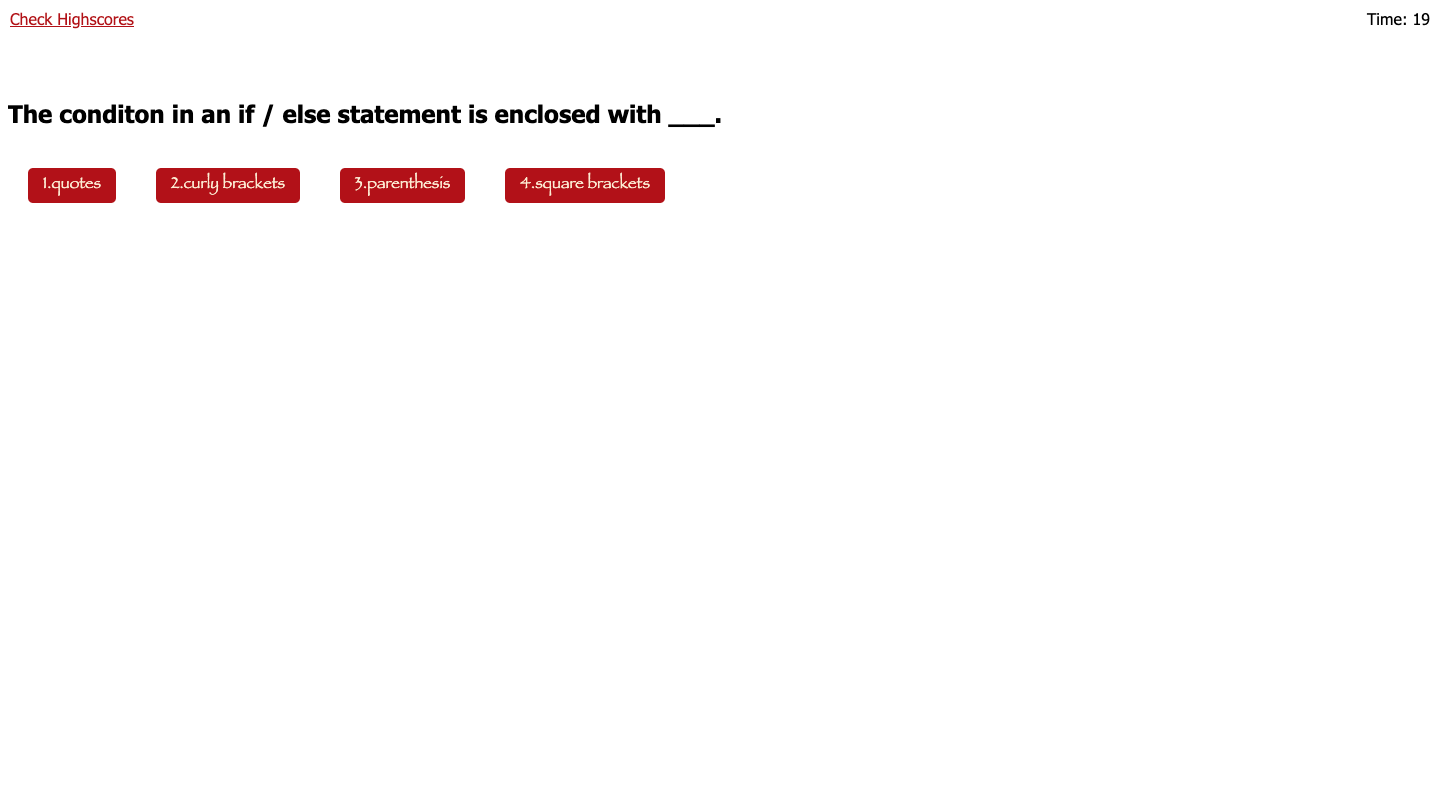 Check Highscores
Time: 19
The conditon in an if / else statement is enclosed with ____.
1.quotes
2.curly brackets
3.parenthesis
4.square brackets